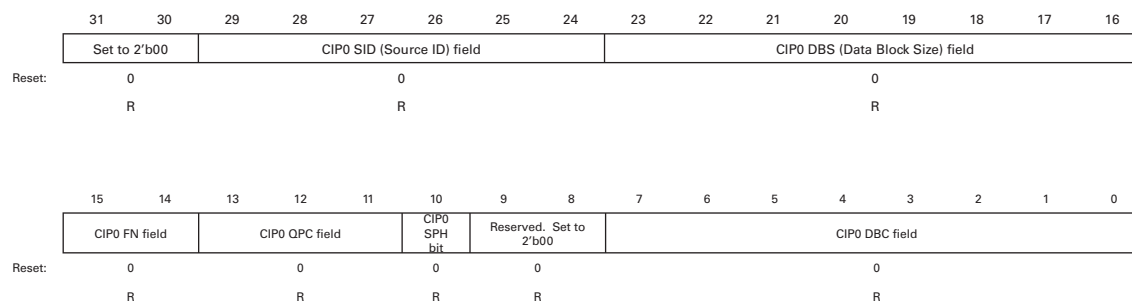 31 30 29 28 27 26 25 24 23 22 21 20 19 18 17 16
Set to 2'b00 CIP0 SID (Source ID) field CIP0 DBS (Data Block Size) field
Reset: 0 0 0
R R R
15 14 13 12 11 10 9 8 7 6 5 4 3 2 1 0
CIP0 FN field CIP0 QPC field CIP0 SPH bit Reserved. Set to 2'b00 CIP0 DBC field
Reset: 0 0 0 0 0
R R R R R